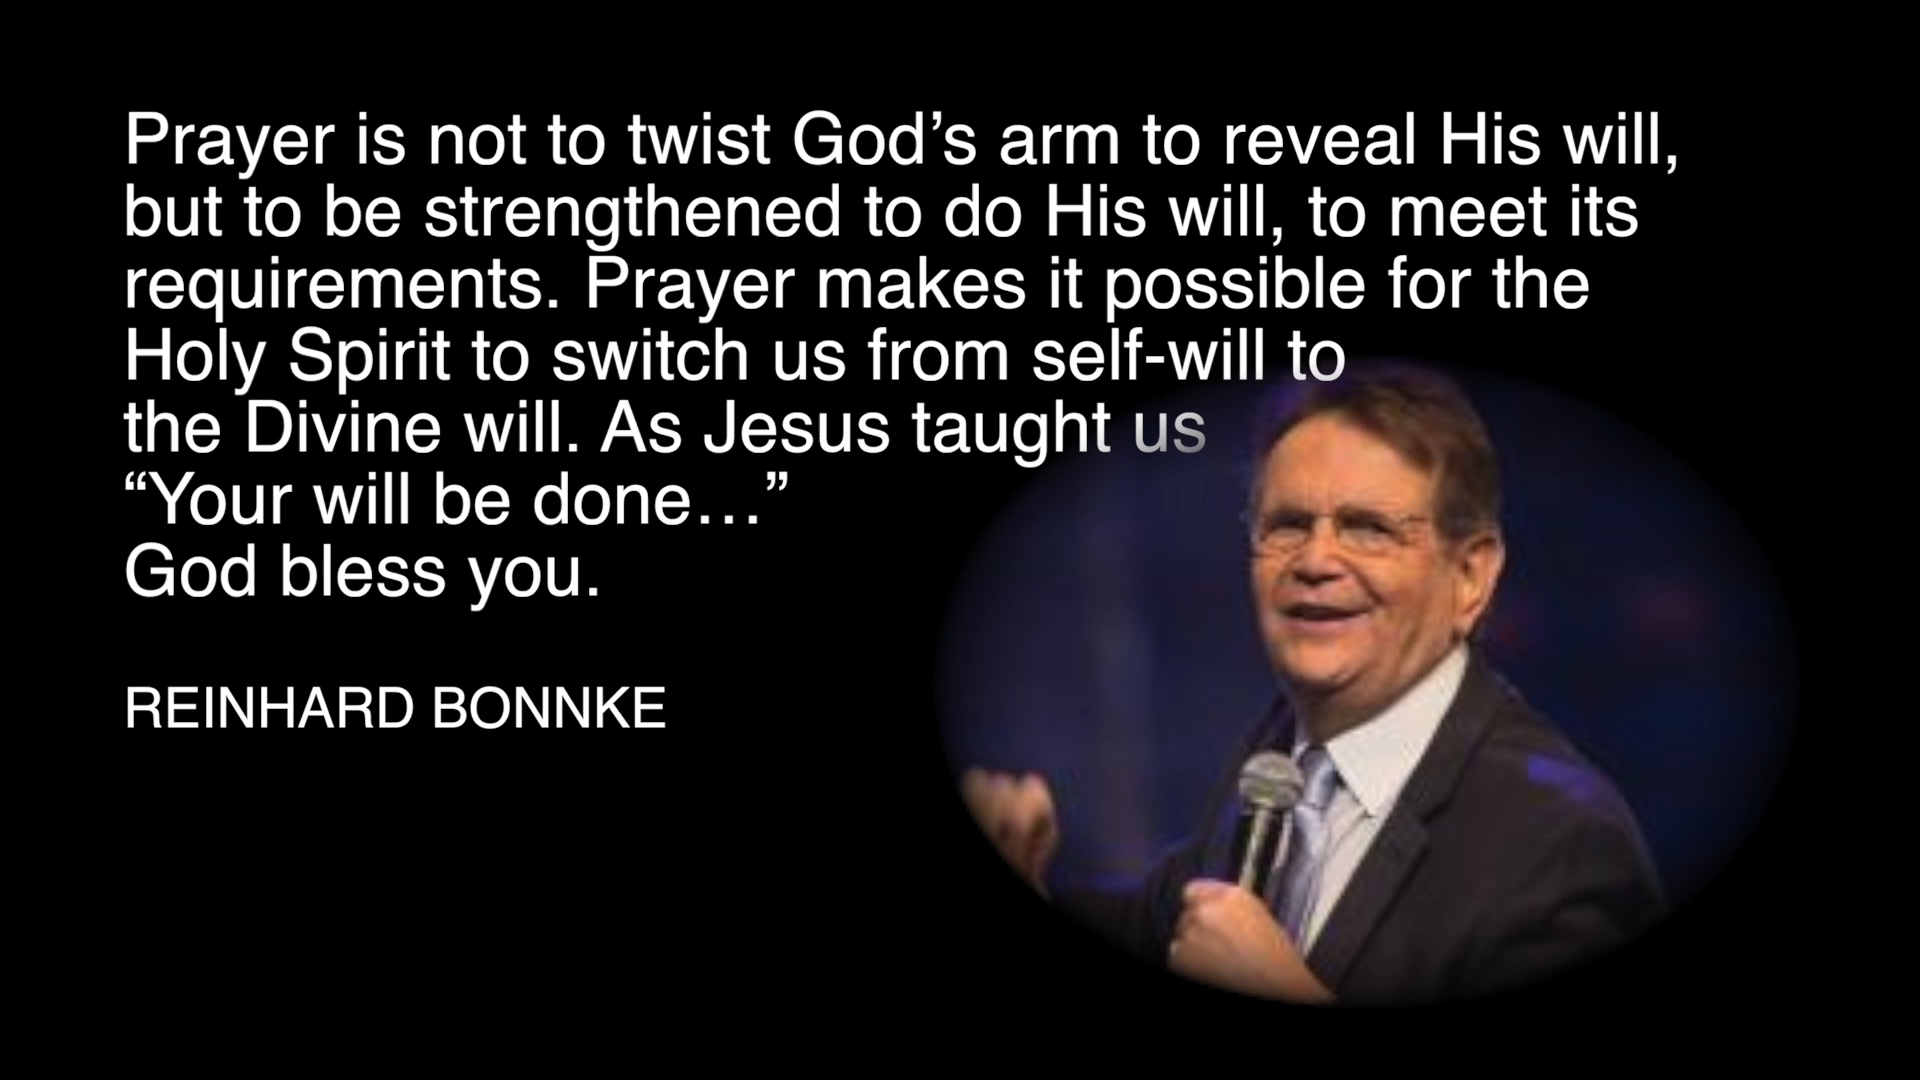 Prayer is not to twist God’s arm to reveal His will,
but to be strengthened to do His will, to meet its
requirements. Prayer makes it possible for the
Holy Spirit to switch us from self-will to
the Divine will. As Jesus taught us
“Your will be done…”
God bless you.
REINHARD BONNKE